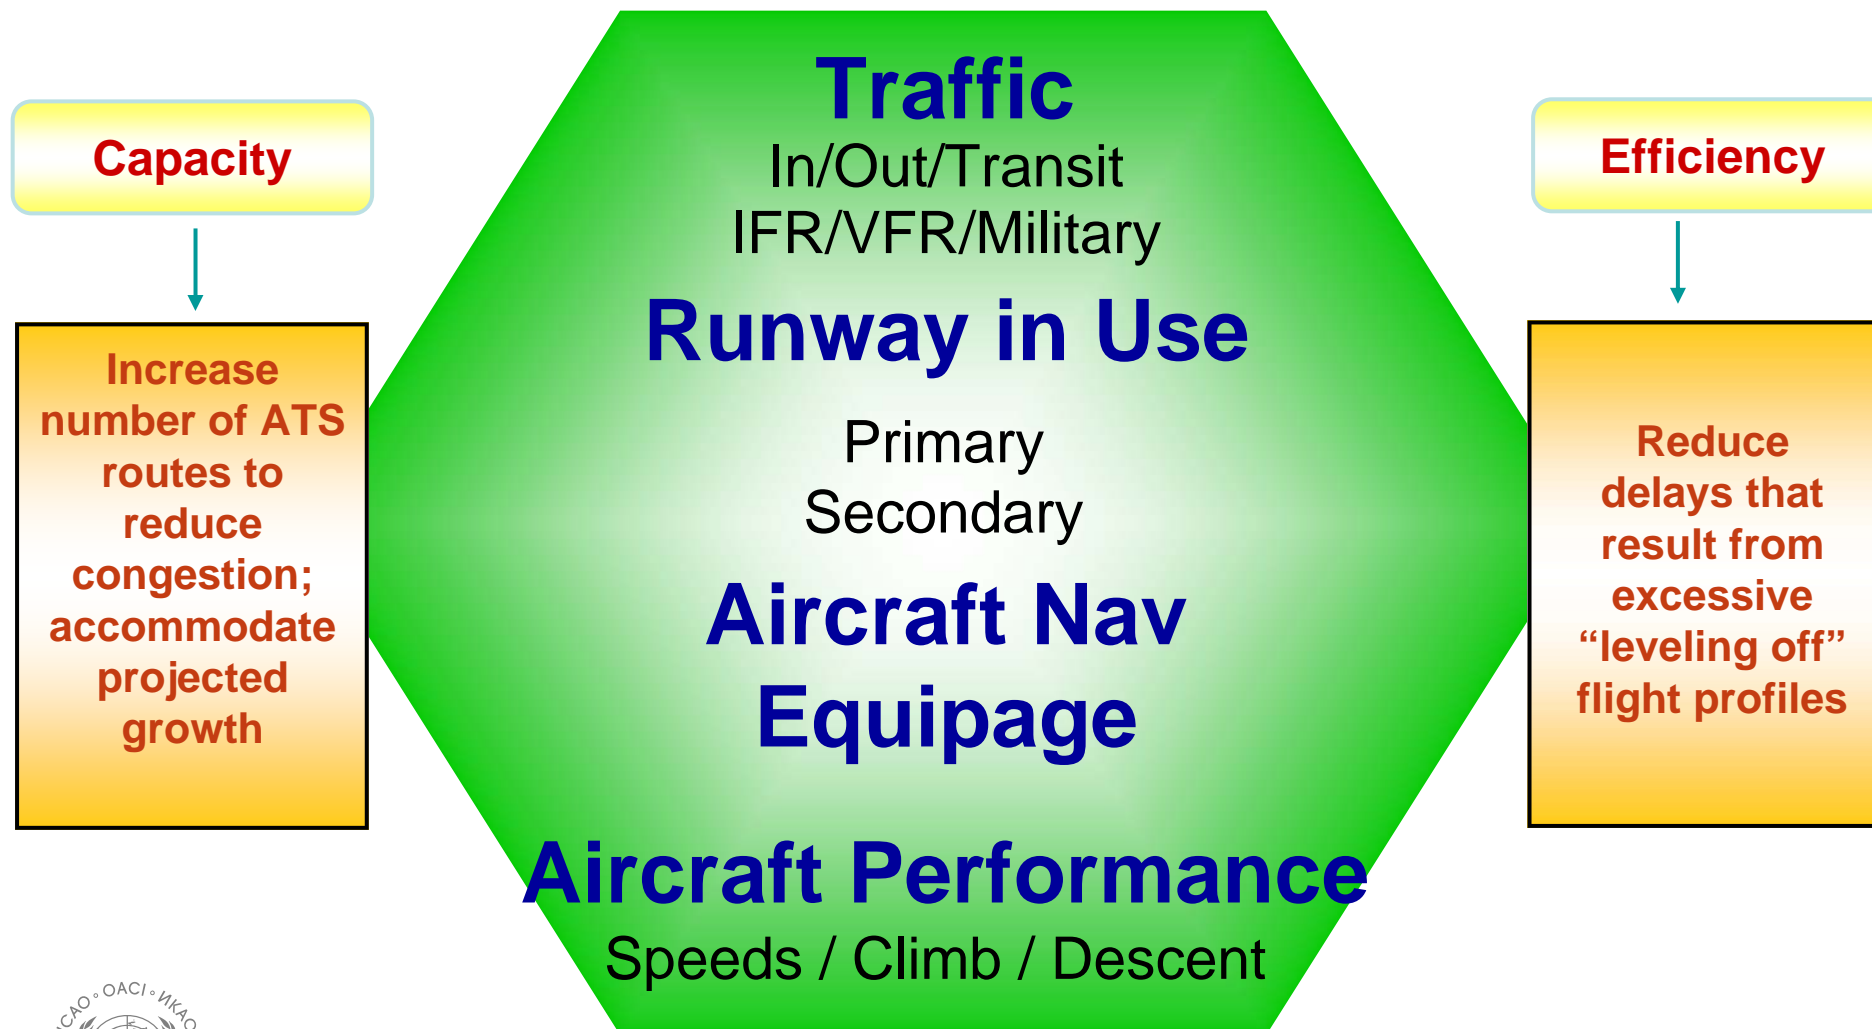 Capacity
Increase
number of ATS
routes to
reduce
congestion;
accommodate
projected
growth
Traffic
In/Out/Transit
IFR/VFR/Military
Runway in Use
Primary
Secondary
Aircraft Nav
Equipage
Aircraft Performance
Speeds / Climb / Descent
Efficiency
Reduce
delays that
result from
excessive
“leveling off”
flight profiles
ICAO ° OACI ° ИКАО